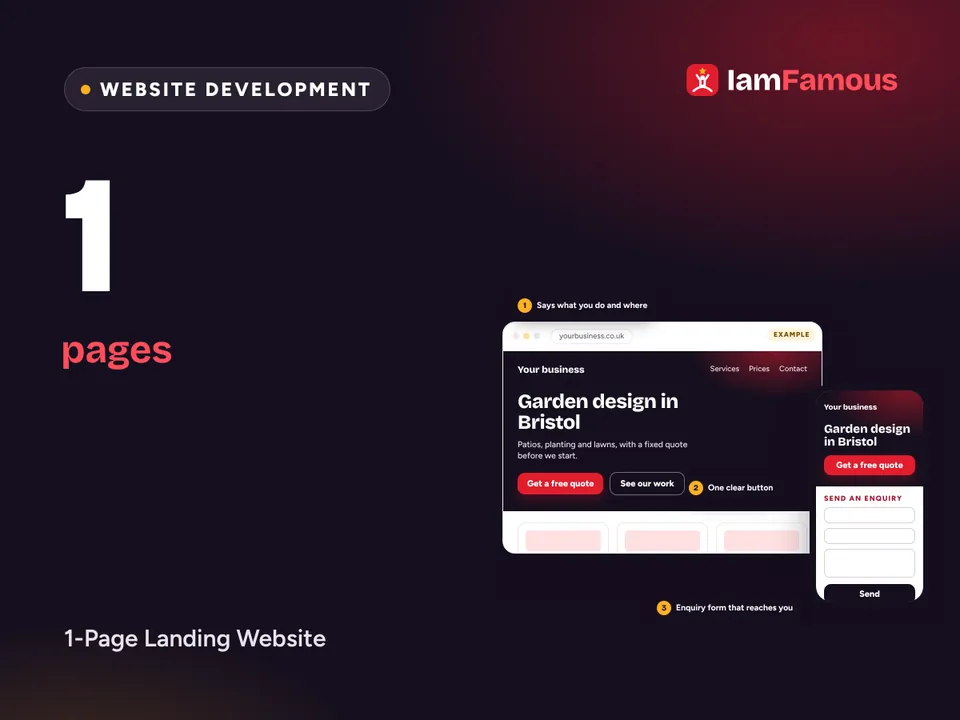 WEBSITE DEVELOPMENT
IamFamous
1
pages
1 Says what you do and where
yourbusiness.co.uk
EXAMPLE
Your business
Services Prices Contact
Garden design in
Bristol
Patios, planting and lawns, with a fixed quote
before we start.
Get a free quote
See our work
2 One clear button
Your business
Garden design
in Bristol
Get a free quote
SEND AN ENQUIRY
Send
3 Enquiry form that reaches you
1-Page Landing Website